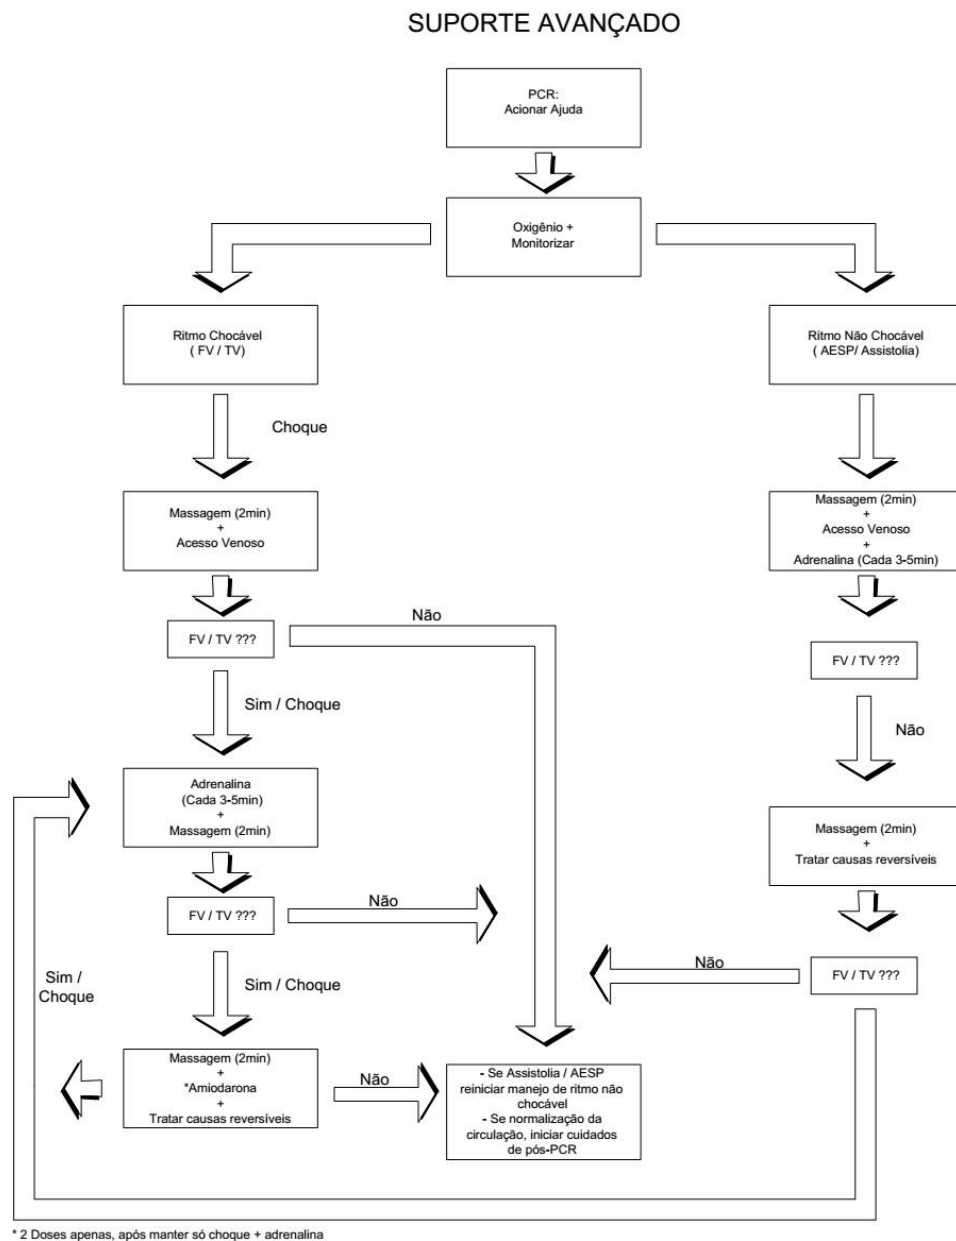 SUPORTE AVANÇADO
PCR:
Acionar Ajuda
Oxigênio +
Monitorizar
Ritmo Chocável
( FV / TV)
Ritmo Não Chocável
( AESP/ Assistolia)
Choque
Massagem (2min)
+
Acesso Venoso
Massagem (2min)
+
Acesso Venoso
+
Adrenalina (Cada 3-5min)
Não
FV / TV ???
FV / TV ???
Sim / Choque
Não
Adrenalina
(Cada 3-5min)
+
Massagem (2min)
Massagem (2min)
+
Tratar causas reversíveis
FV / TV ???
Não
Sim /
Choque
Sim / Choque
Não
FV / TV ???
Massagem (2min)
+
*Amiodarona
+
Tratar causas reversíveis
Não
- Se Assistolia / AESP
reiniciar manejo de ritmo não
chocável
- Se normalização da
circulação, iniciar cuidados
de pós-PCR
* 2 Doses apenas, após manter só choque + adrenalina